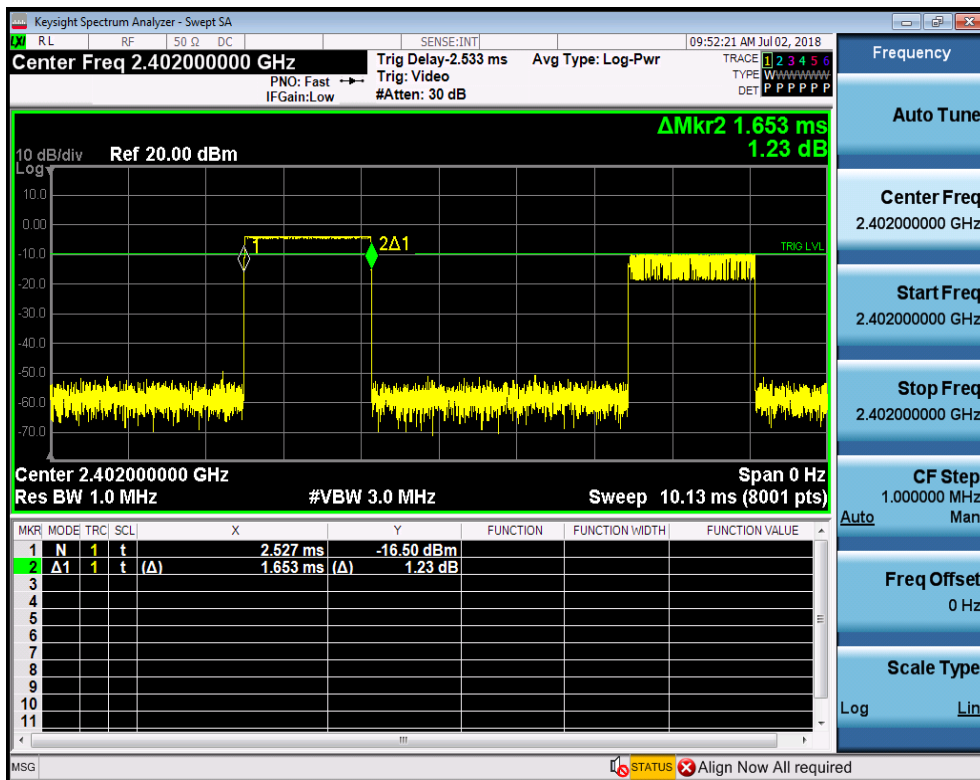 Keysight Spectrum Analyzer - Swept SA
LXI RL RF 50 Ω DC SENSE:INT 09:52:21 AM Jul 02, 2018
Center Freq 2.402000000 GHz
PNO: Fast
IFGain:Low
Trig Delay-2.533 ms
Trig: Video
#Atten: 30 dB
Avg Type: Log-Pwr
TRACE 1 2 3 4 5 6
TYPE WWWWWW
DET P P P P P P
ΔMkr2 1.653 ms
1.23 dB
10 dB/div Ref 20.00 dBm
Log
10.0
0.00
-10.0
-20.0
-30.0
-40.0
-50.0
-60.0
-70.0
1
2Δ1
TRIG LVL
Center 2.402000000 GHz Span 0 Hz
Res BW 1.0 MHz #VBW 3.0 MHz Sweep 10.13 ms (8001 pts)
MKR MODE TRC SCL X Y FUNCTION FUNCTION WIDTH FUNCTION VALUE
1 N 1 t 2.527 ms -16.50 dBm
2 Δ1 1 t (Δ) 1.653 ms (Δ) 1.23 dB
3
4
5
6
7
8
9
10
11
MSG STATUS Align Now All required
Frequency
Auto Tune
Center Freq
2.402000000 GHz
Start Freq
2.402000000 GHz
Stop Freq
2.402000000 GHz
CF Step
1.000000 MHz
Auto Man
Freq Offset
0 Hz
Scale Type
Log Lin